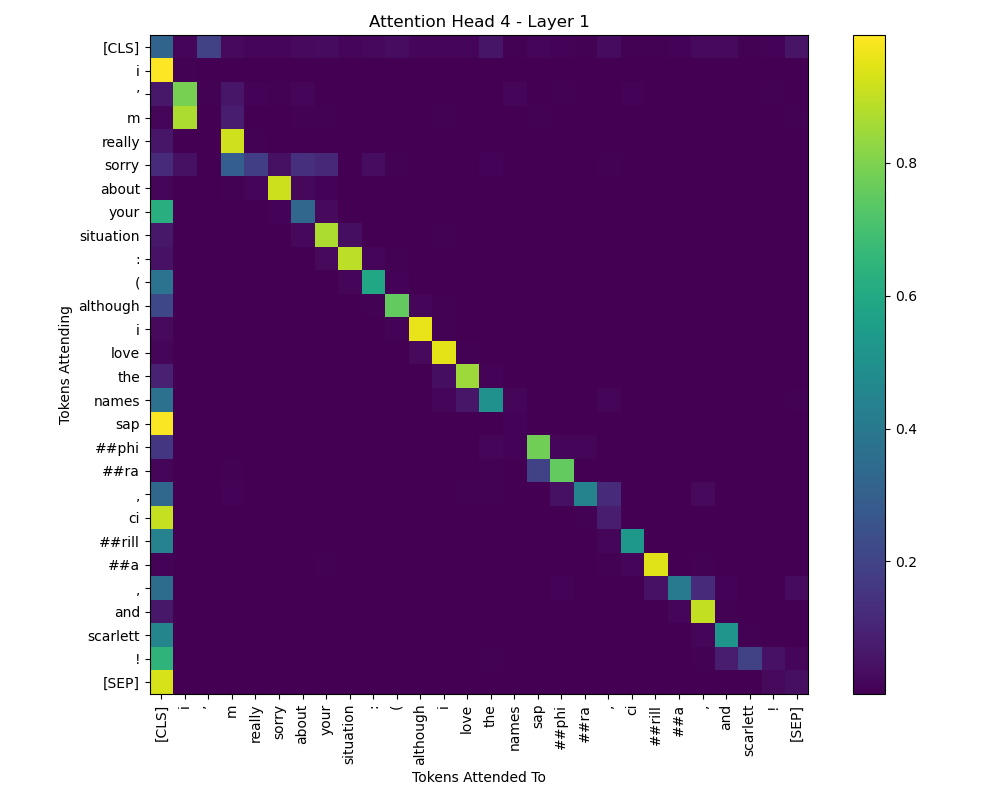 Attention Head 4 - Layer 1
Tokens Attending
[CLS]
i
’
m
really
sorry
about
your
situation
:
(
although
i
love
the
names
sap
##phi
##ra
,
ci
##rill
##a
,
and
scarlett
!
[SEP]
[CLS]
i
’
m
really
sorry
about
your
situation
:
(
although
i
love
the
names
sap
##phi
##ra
,
ci
##rill
##a
,
and
scarlett
!
[SEP]
Tokens Attended To
0.8
0.6
0.4
0.2